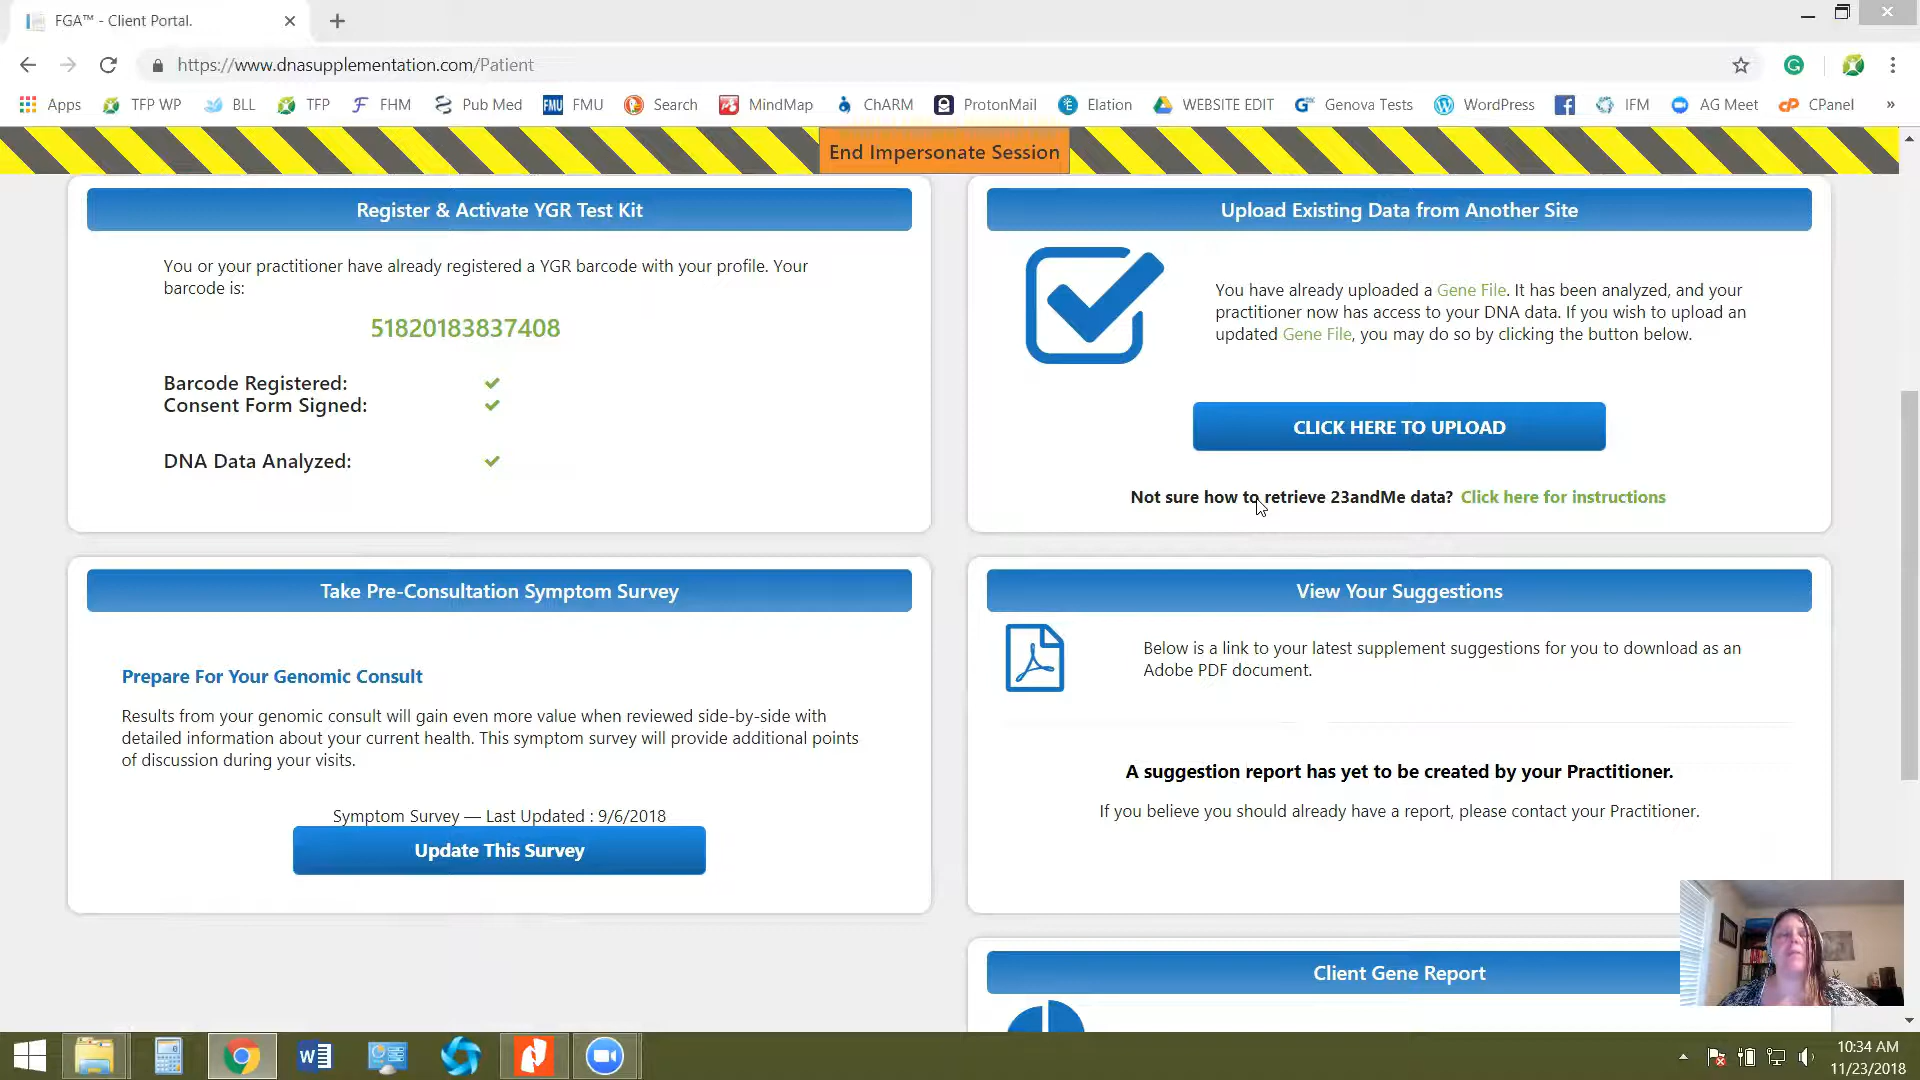 FGA™ - Client Portal.
https://www.dnasupplementation.com/Patient
Apps TFP WP BLL TFP FHM Pub Med FMU FMU Search MindMap ChARM ProtonMail Elation WEBSITE EDIT Genova Tests WordPress IFM AG Meet CPanel »
End Impersonate Session
Register & Activate YGR Test Kit
You or your practitioner have already registered a YGR barcode with your profile. Your
barcode is:
51820183837408
Barcode Registered:
Consent Form Signed:
DNA Data Analyzed:
Upload Existing Data from Another Site
You have already uploaded a Gene File. It has been analyzed, and your
practitioner now has access to your DNA data. If you wish to upload an
updated Gene File, you may do so by clicking the button below.
CLICK HERE TO UPLOAD
Not sure how to retrieve 23andMe data? Click here for instructions
Take Pre-Consultation Symptom Survey
Prepare For Your Genomic Consult
Results from your genomic consult will gain even more value when reviewed side-by-side with
detailed information about your current health. This symptom survey will provide additional points
of discussion during your visits.
Symptom Survey — Last Updated : 9/6/2018
Update This Survey
View Your Suggestions
Below is a link to your latest supplement suggestions for you to download as an
Adobe PDF document.
A suggestion report has yet to be created by your Practitioner.
If you believe you should already have a report, please contact your Practitioner.
Client Gene Report
10:34 AM
11/23/2018